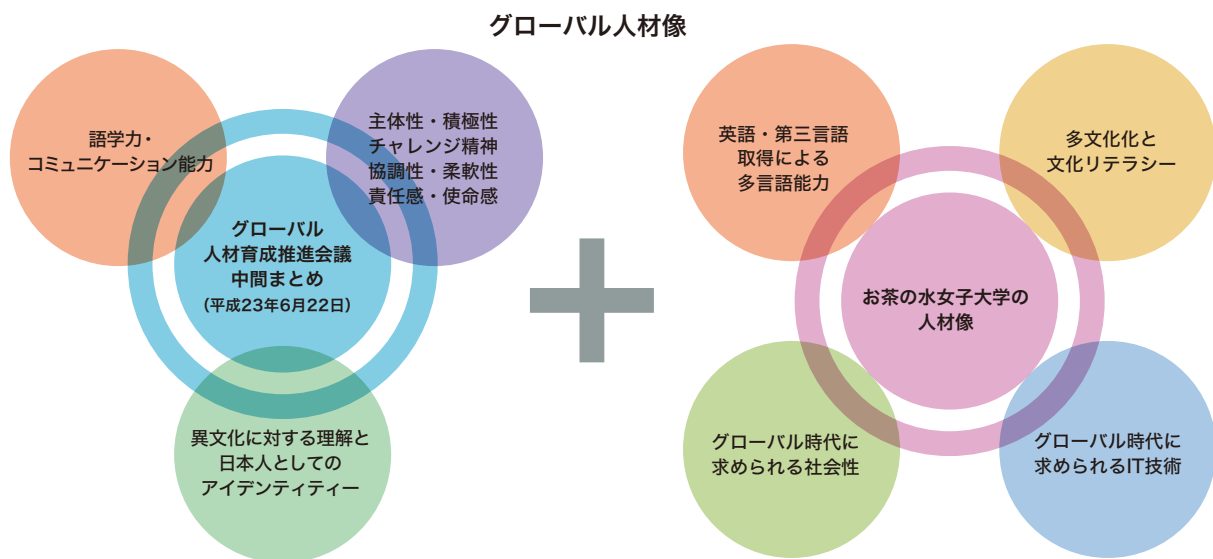 グローバル人材像
語学力・
コミュニケーション能力
主体性・積極性
チャレンジ精神
協調性・柔軟性
責任感・使命感
グローバル
人材育成推進会議
中間まとめ
（平成23年6月22日）
異文化に対する理解と
日本人としての
アイデンティティー
英語・第三言語
取得による
多言語能力
多文化化と
文化リテラシー
お茶の水女子大学の
人材像
グローバル時代に
求められる社会性
グローバル時代に
求められるIT技術